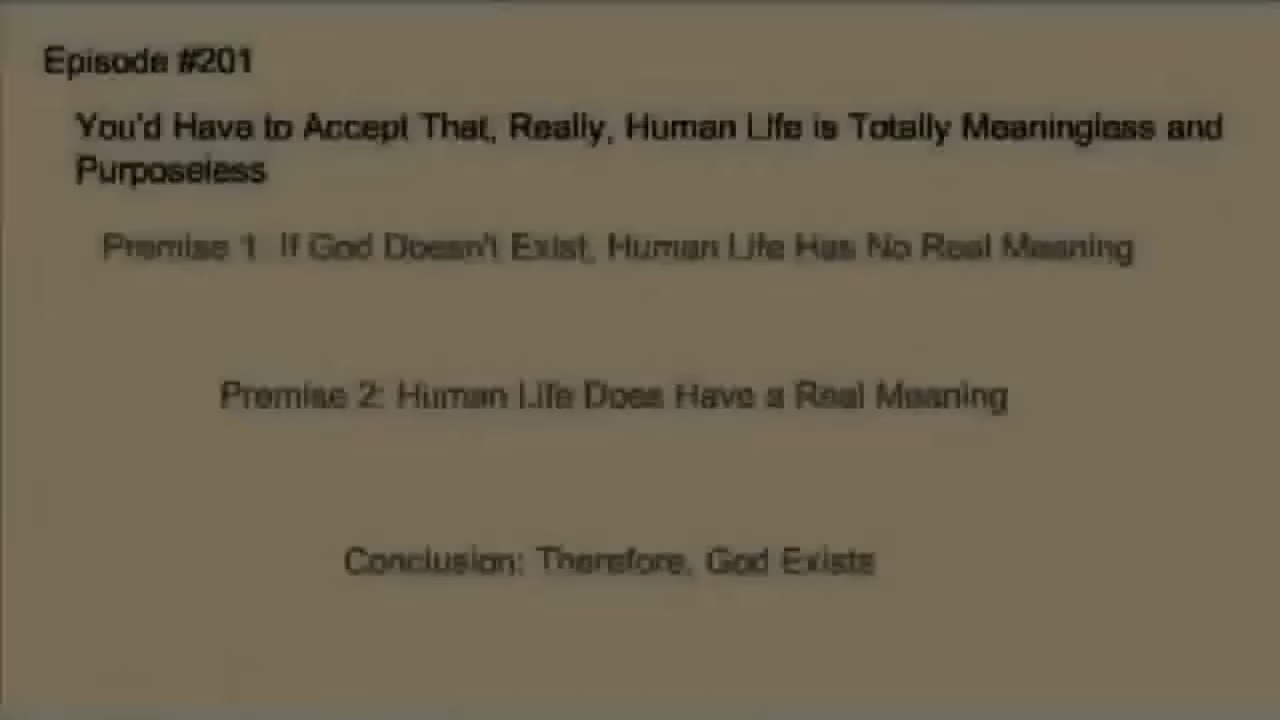 Episode #201
You'd Have to Accept That, Really, Human Life is Totally Meaningless and
Purposeless
Premise 1: If God Doesn't Exist, Human Life Has No Real Meaning
Premise 2: Human Life Does Have a Real Meaning
Conclusion: Therefore, God Exists